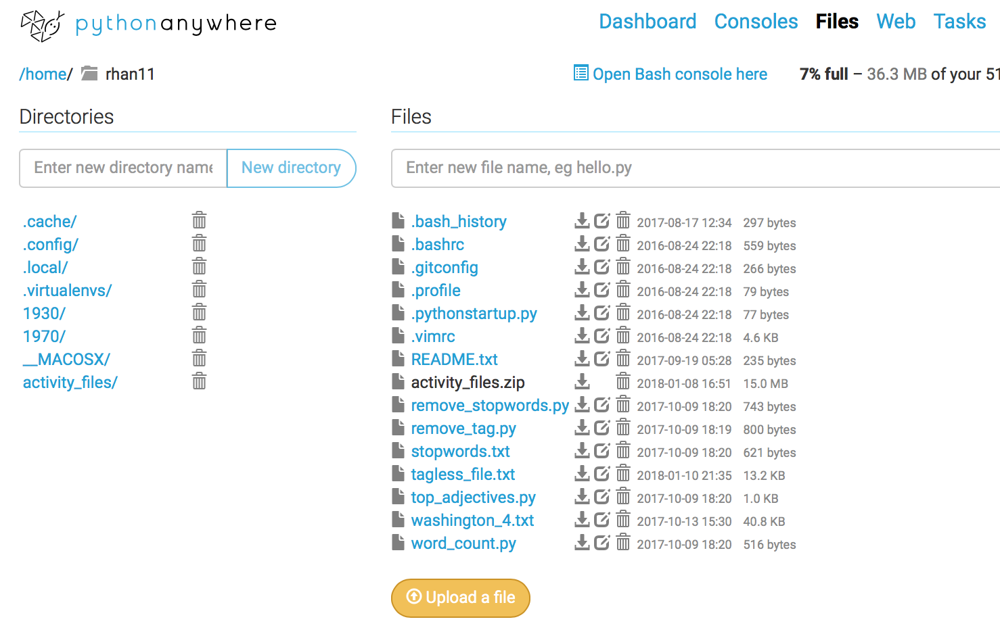 pythonanywhere
Dashboard Consoles Files Web Tasks
/home/ rhan11
Open Bash console here 7% full – 36.3 MB of your 51
Directories
Enter new directory name New directory
.cache/
.config/
.local/
.virtualenvs/
1930/
1970/
__MACOSX/
activity_files/
Files
Enter new file name, eg hello.py
.bash_history 2017-08-17 12:34 297 bytes
.bashrc 2016-08-24 22:18 559 bytes
.gitconfig 2016-08-24 22:18 266 bytes
.profile 2016-08-24 22:18 79 bytes
.pythonstartup.py 2016-08-24 22:18 77 bytes
.vimrc 2016-08-24 22:18 4.6 KB
README.txt 2017-09-19 05:28 235 bytes
activity_files.zip 2018-01-08 16:51 15.0 MB
remove_stopwords.py 2017-10-09 18:20 743 bytes
remove_tag.py 2017-10-09 18:19 800 bytes
stopwords.txt 2017-10-09 18:20 621 bytes
tagless_file.txt 2018-01-10 21:35 13.2 KB
top_adjectives.py 2017-10-09 18:20 1.0 KB
washington_4.txt 2017-10-13 15:30 40.8 KB
word_count.py 2017-10-09 18:20 516 bytes
Upload a file